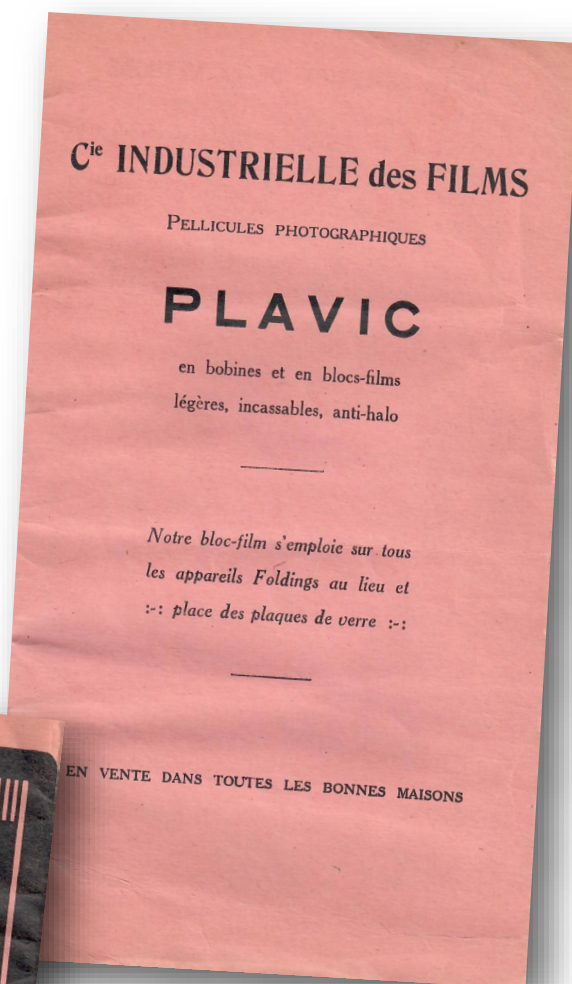 Cie INDUSTRIELLE des FILMS
PELLICULES PHOTOGRAPHIQUES
PLAVIC
en bobines et en blocs-films
légères, incassables, anti-halo
Notre bloc-film s'emploie sur tous
les appareils Foldings au lieu et
:-: place des plaques de verre :-:
EN VENTE DANS TOUTES LES BONNES MAISONS